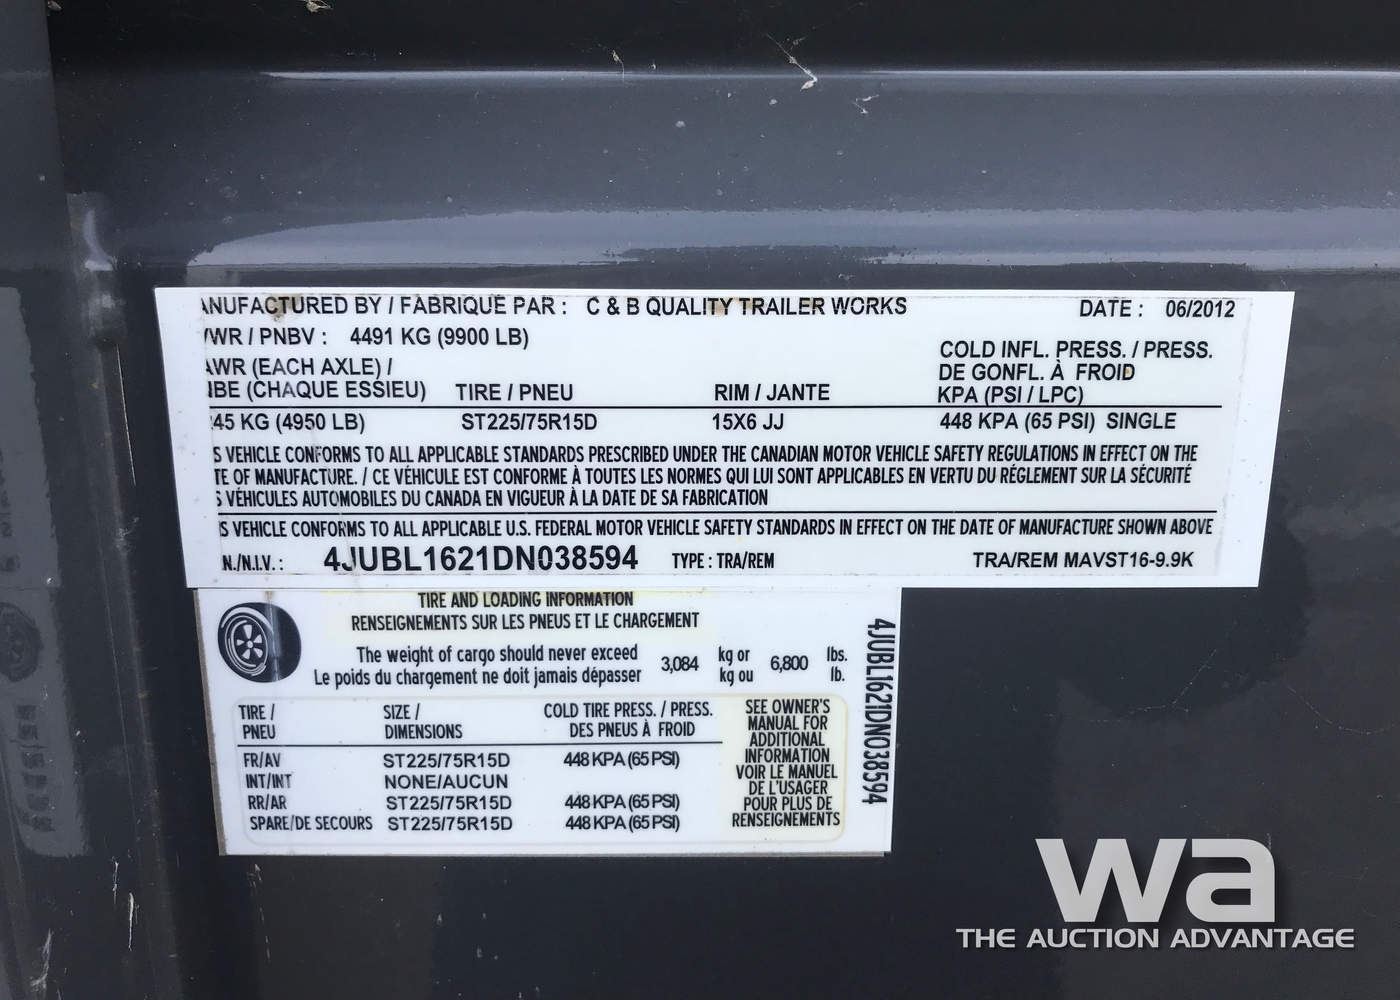 ANUFACTURED BY / FABRIQUE PAR : C & B QUALITY TRAILER WORKS DATE : 06/2012
VWR / PNBV : 4491 KG (9900 LB)
AWR (EACH AXLE) /
NBE (CHAQUE ESSIEU) TIRE / PNEU RIM / JANTE COLD INFL. PRESS. / PRESS.
DE GONFL. À FROID
KPA (PSI / LPC)
45 KG (4950 LB) ST225/75R15D 15X6 JJ 448 KPA (65 PSI) SINGLE
S VEHICLE CONFORMS TO ALL APPLICABLE STANDARDS PRESCRIBED UNDER THE CANADIAN MOTOR VEHICLE SAFETY REGULATIONS IN EFFECT ON THE
TE OF MANUFACTURE. / CE VÉHICULE EST CONFORME À TOUTES LES NORMES QUI LUI SONT APPLICABLES EN VERTU DU RÉGLEMENT SUR LA SÉCURITÉ
S VÉHICULES AUTOMOBILES DU CANADA EN VIGUEUR À LA DATE DE SA FABRICATION
IS VEHICLE CONFORMS TO ALL APPLICABLE U.S. FEDERAL MOTOR VEHICLE SAFETY STANDARDS IN EFFECT ON THE DATE OF MANUFACTURE SHOWN ABOVE
.N./N.I.V. : 4JUBL1621DN038594 TYPE : TRA/REM TRA/REM MAVST16-9.9K
TIRE AND LOADING INFORMATION
RENSEIGNEMENTS SUR LES PNEUS ET LE CHARGEMENT
The weight of cargo should never exceed 3,084 kg or 6,800 lbs.
Le poids du chargement ne doit jamais dépasser kg ou lb.
TIRE / SIZE / COLD TIRE PRESS. / PRESS.
PNEU DIMENSIONS DES PNEUS À FROID
FR/AV ST225/75R15D 448 KPA (65 PSI)
INT/INT NONE/AUCUN
RR/AR ST225/75R15D 448 KPA (65 PSI)
SPARE/DE SECOURS ST225/75R15D 448 KPA (65 PSI)
SEE OWNER'S
MANUAL FOR
ADDITIONAL
INFORMATION
VOIR LE MANUEL
DE L'USAGER
POUR PLUS DE
RENSEIGNEMENTS
4JUBL1621DN038594
wa
THE AUCTION ADVANTAGE